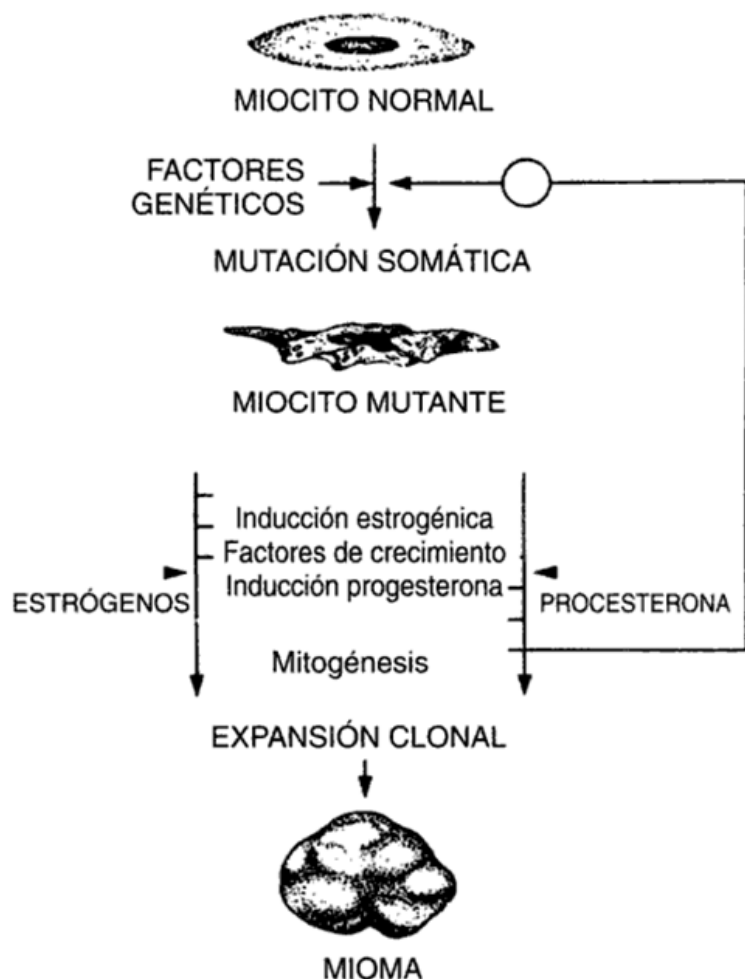 MIOCITO NORMAL
FACTORES
GENÉTICOS
MUTACIÓN SOMÁTICA
MIOCITO MUTANTE
Inducción estrogénica
Factores de crecimiento
Inducción progesterona
ESTRÓGENOS
PROCESTERONA
Mitogénesis
EXPANSIÓN CLONAL
MIOMA